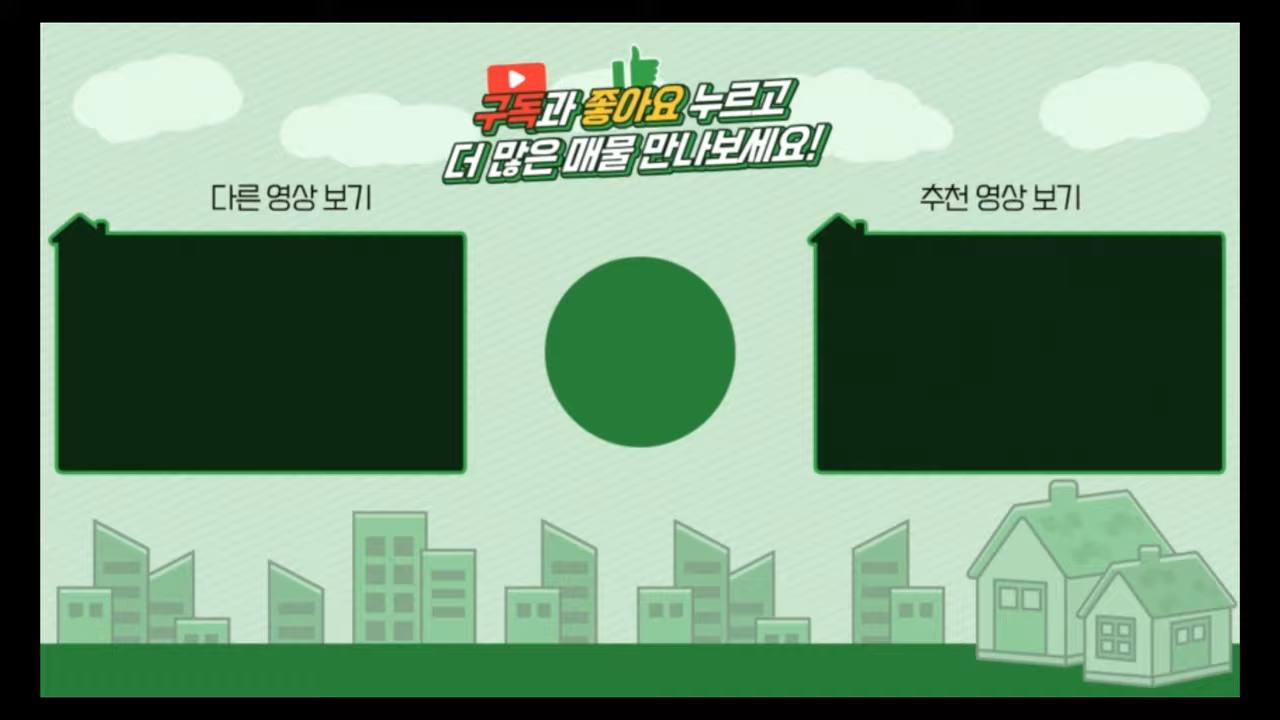 구독과 좋아요 누르고
더 많은 매물 만나보세요!
다른 영상 보기
추천 영상 보기